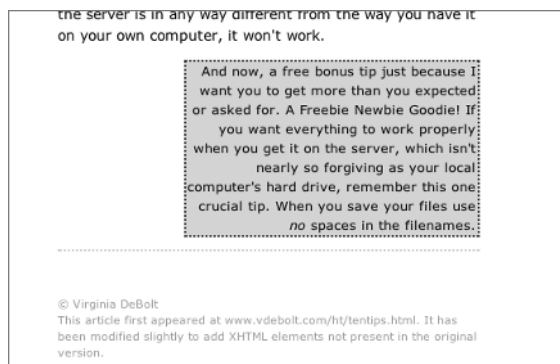 the server is in any way different from the way you have it
on your own computer, it won't work.
And now, a free bonus tip just because I
want you to get more than you expected
or asked for. A Freebie Newbie Goodie! If
you want everything to work properly
when you get it on the server, which isn't
nearly so forgiving as your local
computer's hard drive, remember this one
crucial tip. When you save your files use
no spaces in the filenames.
© Virginia DeBolt
This article first appeared at www.vdebolt.com/ht/tentips.html. It has
been modified slightly to add XHTML elements not present in the original
version.